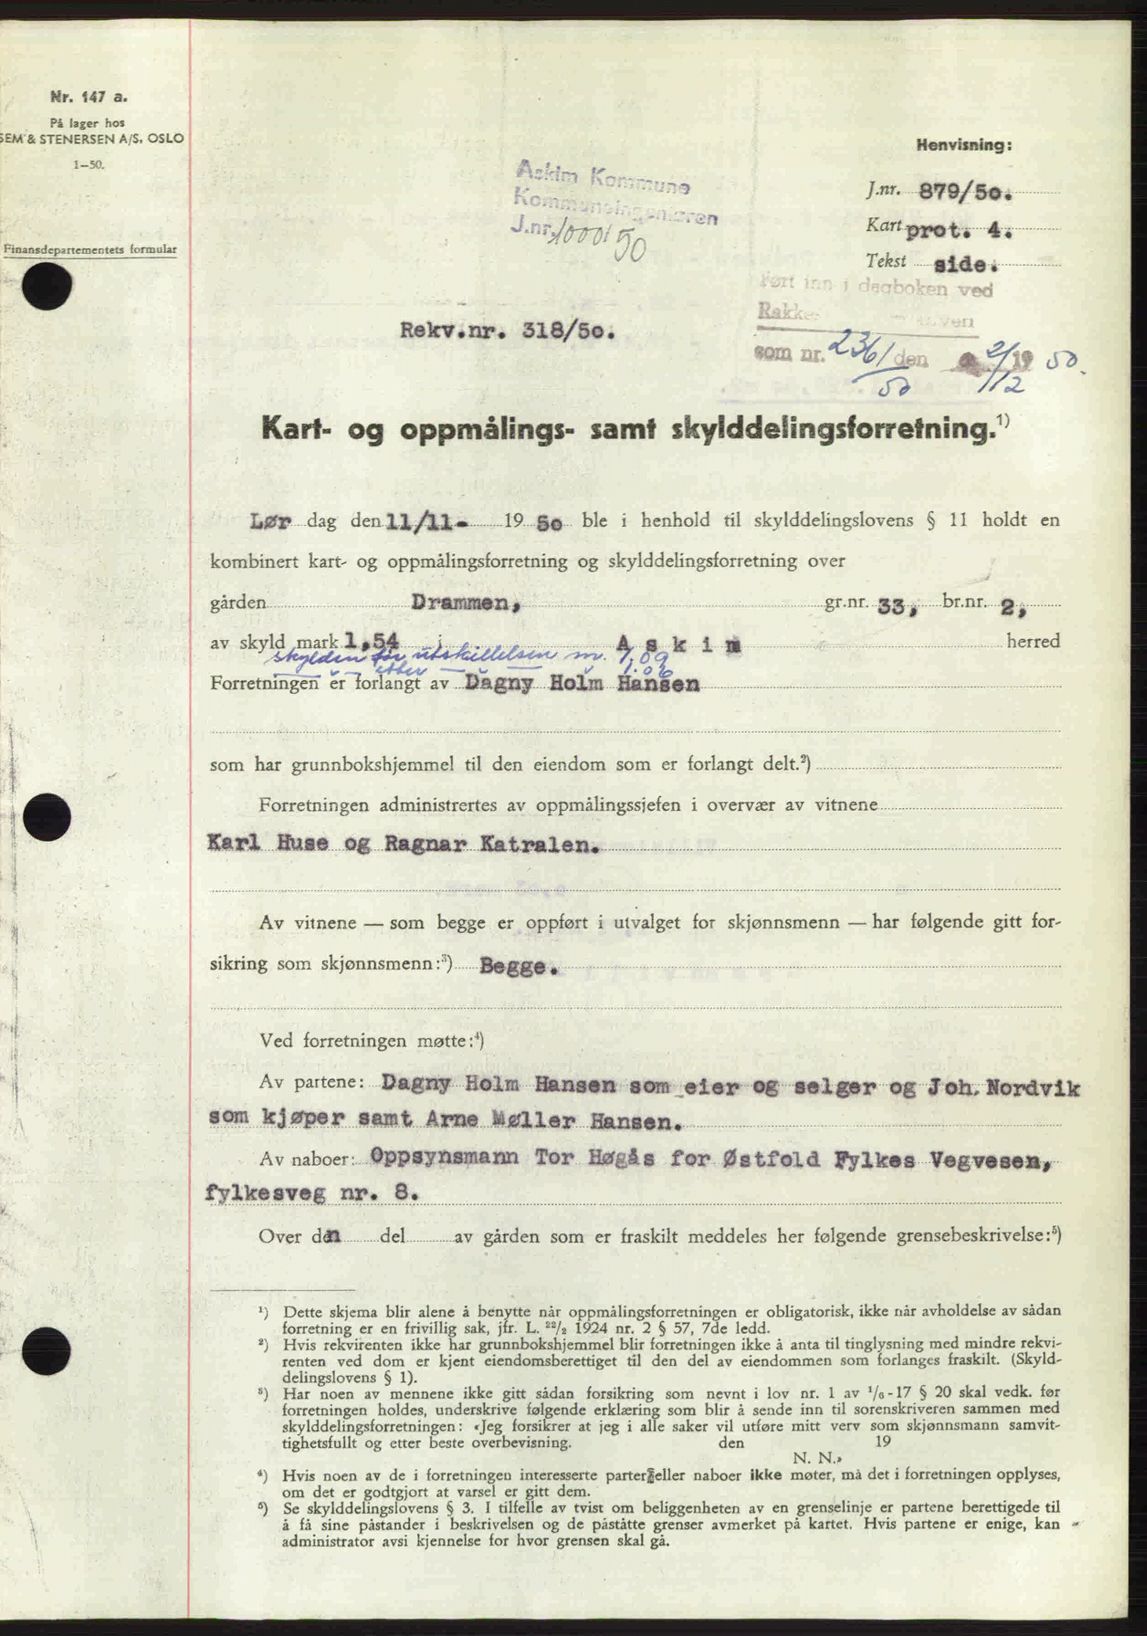 Nr. 147 a.
På lager hos
SEM & STENERSEN A/S, OSLO
1-50.
Finansdepartementets formular
Askim Kommune
Kommuneingeniøren
J.nr. 1000/50
Henvisning:
J.nr. 879/50.
Kart prot. 4.
Tekst side.
Ført inn i dagboken ved
Rakke
som nr. 2361/50 den 2/12 1950.
Rekv.nr. 318/50.
Kart- og oppmålings- samt skylddelingsforretning.¹)
Lør dag den 11/11- 19 50 ble i henhold til skylddelingslovens § 11 holdt en
kombinert kart- og oppmålingsforretning og skylddelingsforretning over
gården Drammen, gr.nr. 33, br.nr. 2,
av skyld mark 1,54 i Askim herred
skylden før utskillelsen m. 1,09
— " — etter — " — " 1.06
Forretningen er forlangt av Dagny Holm Hansen
som har grunnbokshjemmel til den eiendom som er forlangt delt.²)
Forretningen administrertes av oppmålingssjefen i overvær av vitnene
Karl Huse og Ragnar Katralen.
Av vitnene — som begge er oppført i utvalget for skjønnsmenn — har følgende gitt for-
sikring som skjønnsmenn:³) Begge.
Ved forretningen møtte:⁴)
Av partene: Dagny Holm Hansen som eier og selger og Joh. Nordvik
som kjøper samt Arne Møller Hansen.
Av naboer: Oppsynsmann Tor Høgås for Østfold Fylkes Vegvesen,
fylkesveg nr. 8.
Over den del av gården som er fraskilt meddeles her følgende grensebeskrivelse:⁵)
¹) Dette skjema blir alene å benytte når oppmålingsforretningen er obligatorisk, ikke når avholdelse av sådan
forretning er en frivillig sak, jfr. L. ²²/₂ 1924 nr. 2 § 57, 7de ledd.
²) Hvis rekvirenten ikke har grunnbokshjemmel blir forretningen ikke å anta til tinglysning med mindre rekvi-
renten ved dom er kjent eiendomsberettiget til den del av eiendommen som forlanges fraskilt. (Skyld-
delingslovens § 1).
³) Har noen av mennene ikke gitt sådan forsikring som nevnt i lov nr. 1 av ¹/₆-17 § 20 skal vedk. før
forretningen holdes, underskrive følgende erklæring som blir å sende inn til sorenskriveren sammen med
skylddelingsforretningen: «Jeg forsikrer at jeg i alle saker vil utføre mitt verv som skjønnsmann samvit-
tighetsfullt og etter beste overbevisning. den 19
N. N.»
⁴) Hvis noen av de i forretningen interesserte parter eller naboer ikke møter, må det i forretningen opplyses,
om det er godtgjort at varsel er gitt dem.
⁵) Se skylddelingslovens § 3. I tilfelle av tvist om beliggenheten av en grenselinje er partene berettigede til
å få sine påstander i beskrivelsen og de påståtte grenser avmerket på kartet. Hvis partene er enige, kan
administrator avsi kjennelse for hvor grensen skal gå.